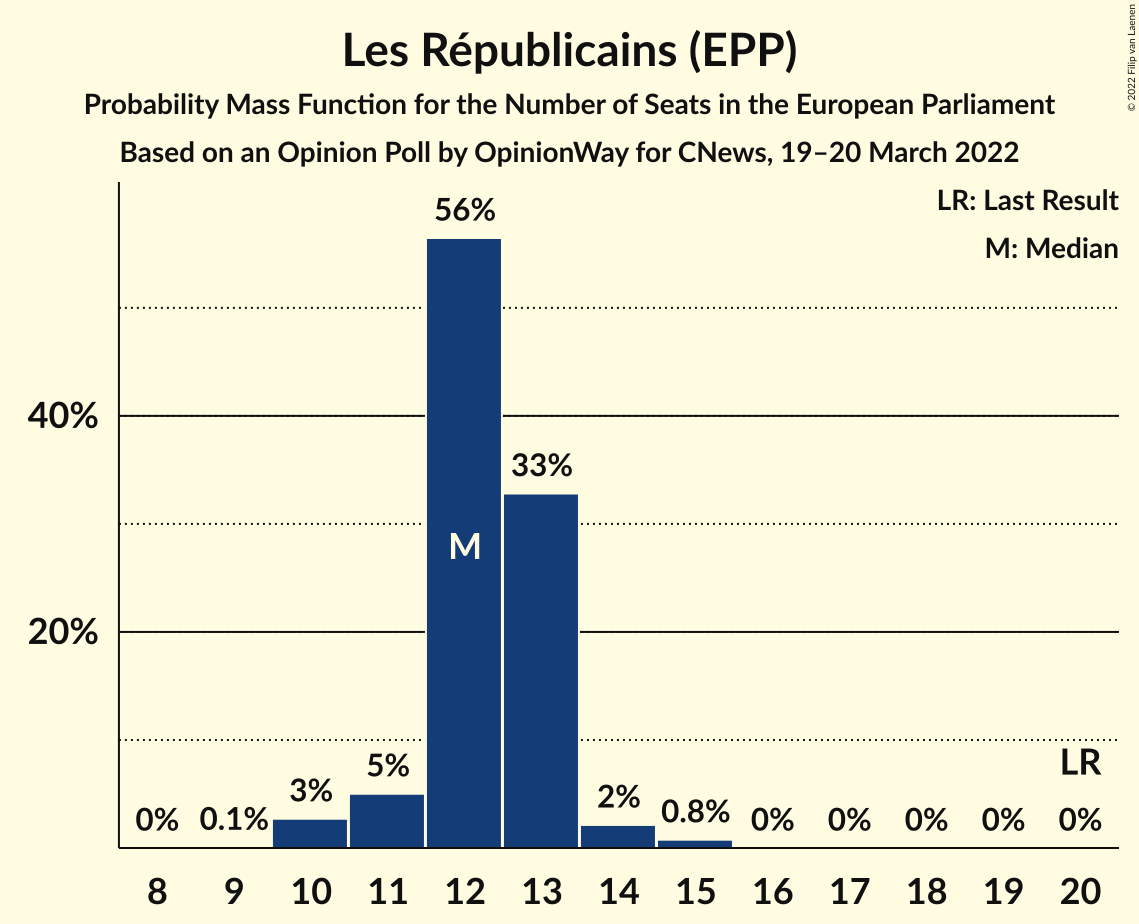 Les Républicains (EPP)
Probability Mass Function for the Number of Seats in the European Parliament
Based on an Opinion Poll by OpinionWay for CNews, 19–20 March 2022
© 2022 Filip van Laenen
LR: Last Result
M: Median
56%
40%
33%
M
20%
LR
0% 0.1% 3% 5% 2% 0.8% 0% 0% 0% 0% 0%
8 9 10 11 12 13 14 15 16 17 18 19 20